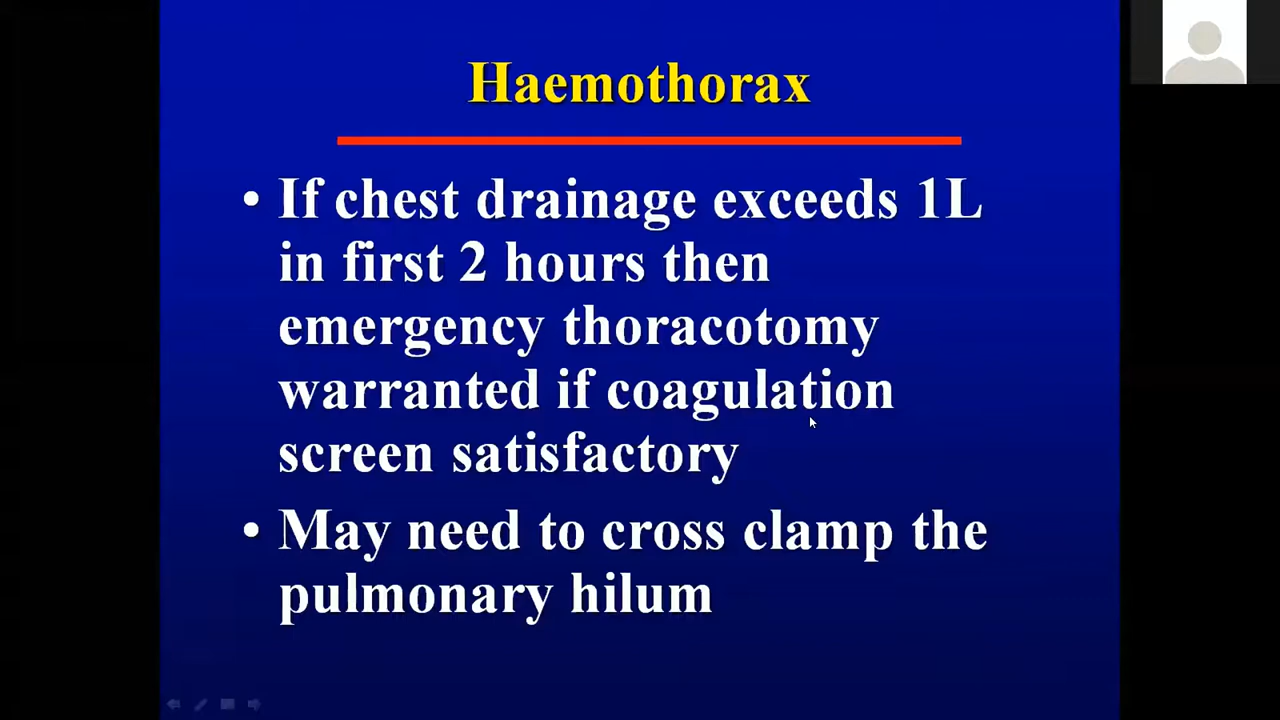 Haemothorax
• If chest drainage exceeds 1L
in first 2 hours then
emergency thoracotomy
warranted if coagulation
screen satisfactory
• May need to cross clamp the
pulmonary hilum